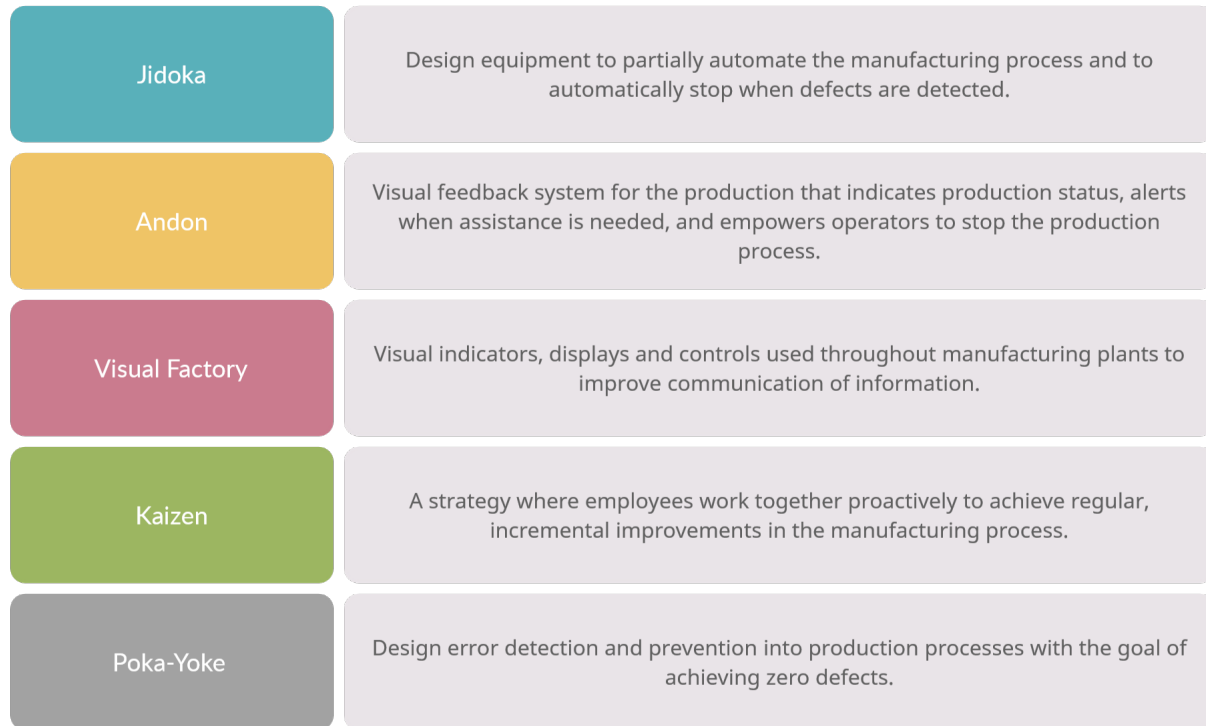 Jidoka
Design equipment to partially automate the manufacturing process and to
automatically stop when defects are detected.
Andon
Visual feedback system for the production that indicates production status, alerts
when assistance is needed, and empowers operators to stop the production
process.
Visual Factory
Visual indicators, displays and controls used throughout manufacturing plants to
improve communication of information.
Kaizen
A strategy where employees work together proactively to achieve regular,
incremental improvements in the manufacturing process.
Poka-Yoke
Design error detection and prevention into production processes with the goal of
achieving zero defects.